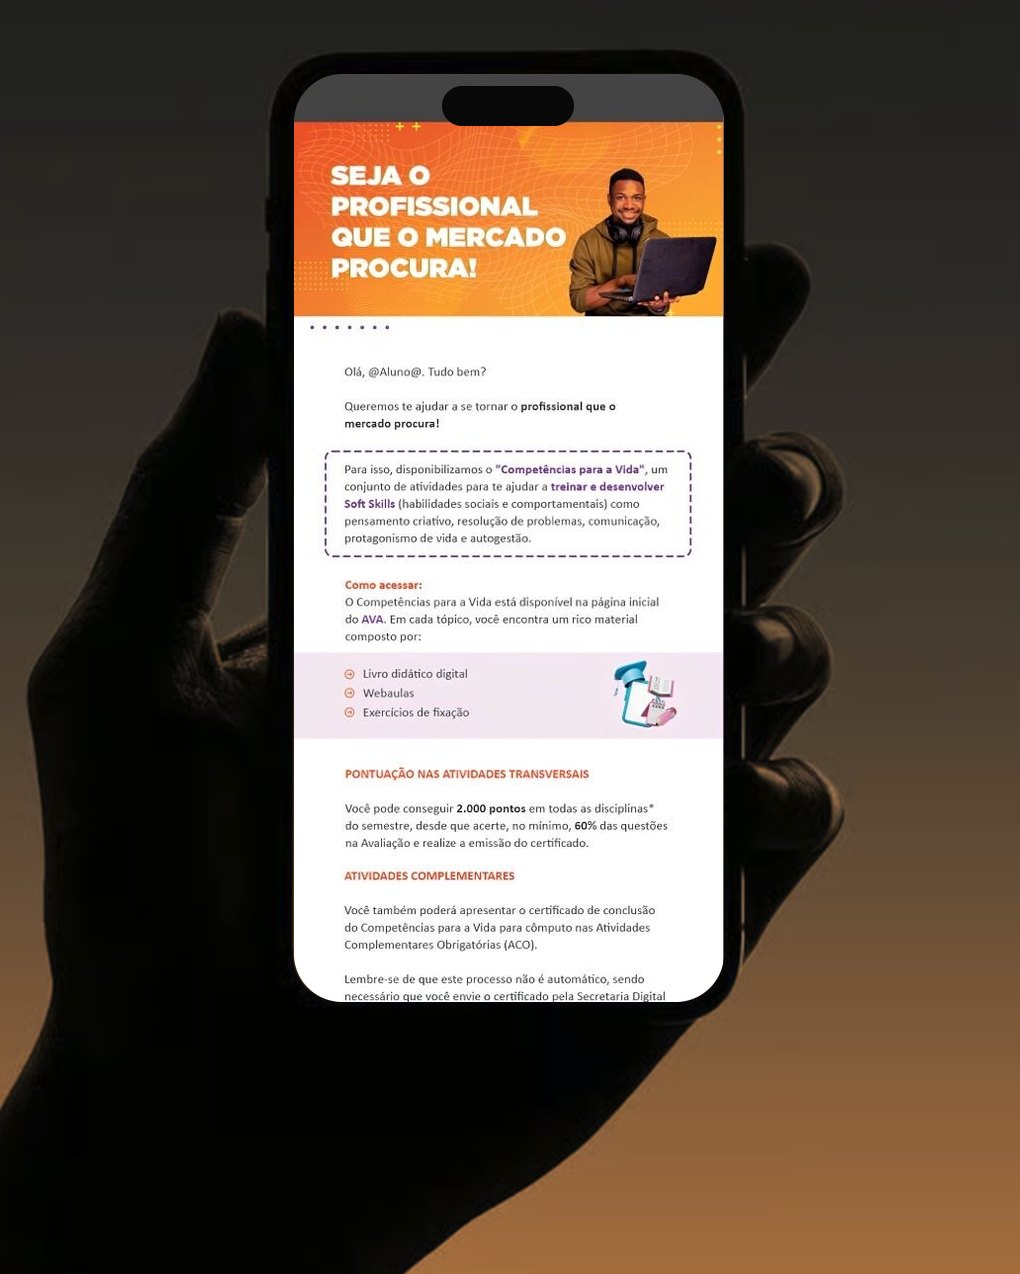 SEJA O
PROFISSIONAL
QUE O MERCADO
PROCURA!
Olá, @Aluno@. Tudo bem?
Queremos te ajudar a se tornar o profissional que o
mercado procura!
Para isso, disponibilizamos o "Competências para a Vida", um
conjunto de atividades para te ajudar a treinar e desenvolver
Soft Skills (habilidades sociais e comportamentais) como
pensamento criativo, resolução de problemas, comunicação,
protagonismo de vida e autogestão.
Como acessar:
O Competências para a Vida está disponível na página inicial
do AVA. Em cada tópico, você encontra um rico material
composto por:
Livro didático digital
Webaulas
Exercícios de fixação
PONTUAÇÃO NAS ATIVIDADES TRANSVERSAIS
Você pode conseguir 2.000 pontos em todas as disciplinas*
do semestre, desde que acerte, no mínimo, 60% das questões
na Avaliação e realize a emissão do certificado.
ATIVIDADES COMPLEMENTARES
Você também poderá apresentar o certificado de conclusão
do Competências para a Vida para cômputo nas Atividades
Complementares Obrigatórias (ACO).
Lembre-se de que este processo não é automático, sendo
necessário que você envie o certificado pela Secretaria Digital